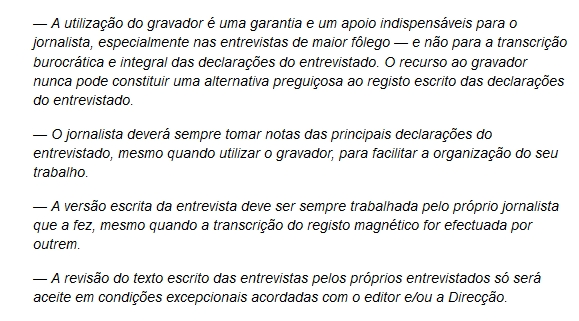 — A utilização do gravador é uma garantia e um apoio indispensáveis para o
jornalista, especialmente nas entrevistas de maior fôlego — e não para a transcrição
burocrática e integral das declarações do entrevistado. O recurso ao gravador
nunca pode constituir uma alternativa preguiçosa ao registo escrito das declarações
do entrevistado.
— O jornalista deverá sempre tomar notas das principais declarações do
entrevistado, mesmo quando utilizar o gravador, para facilitar a organização do seu
trabalho.
— A versão escrita da entrevista deve ser sempre trabalhada pelo próprio jornalista
que a fez, mesmo quando a transcrição do registo magnético for efectuada por
outrem.
— A revisão do texto escrito das entrevistas pelos próprios entrevistados só será
aceite em condições excepcionais acordadas com o editor e/ou a Direcção.